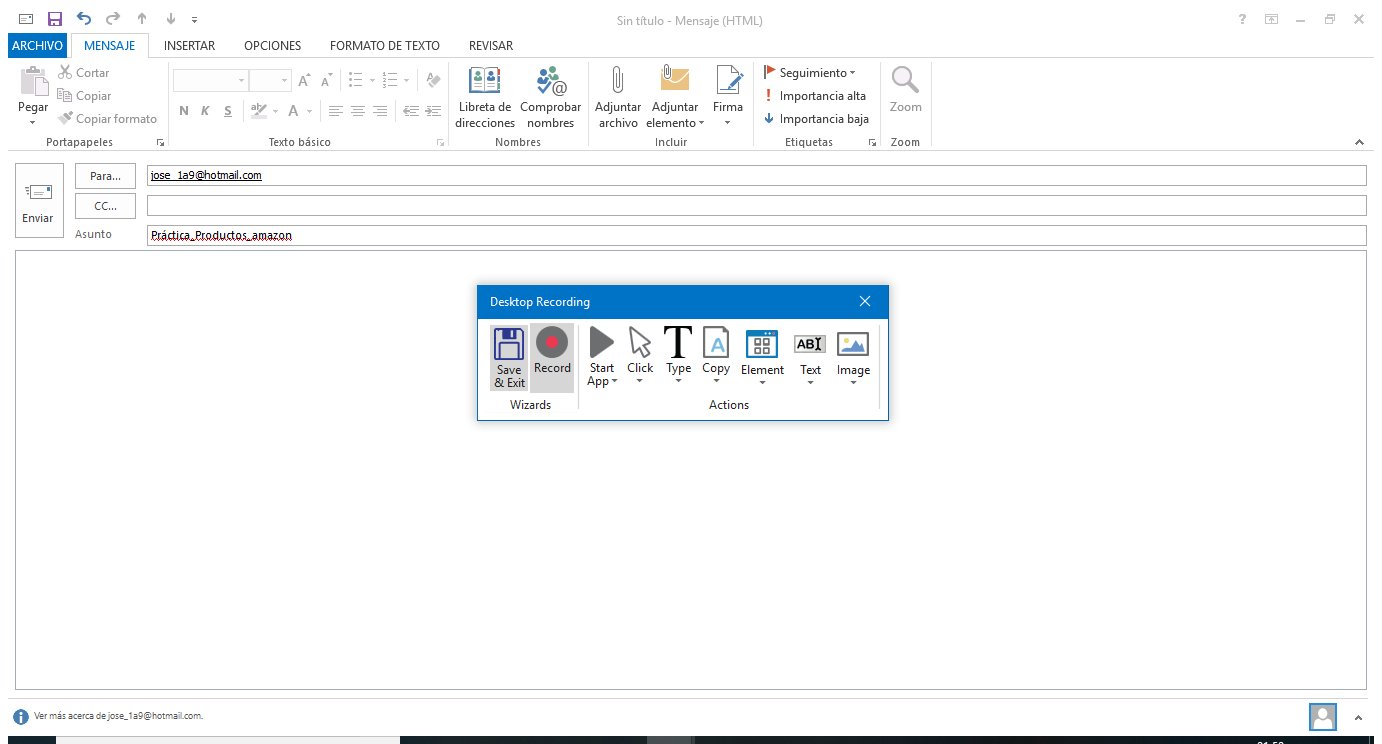 Sin título - Mensaje (HTML)
?
ARCHIVO MENSAJE INSERTAR OPCIONES FORMATO DE TEXTO REVISAR
Pegar
Cortar
Copiar
Copiar formato
Portapapeles
N K S A
Texto básico
Libreta de direcciones
Comprobar nombres
Nombres
Adjuntar archivo
Adjuntar elemento
Firma
Incluir
Seguimiento
Importancia alta
Importancia baja
Etiquetas
Zoom
Zoom
Enviar
Para... jose_1a9@hotmail.com
CC...
Asunto Práctica_Productos_amazon
Desktop Recording
Save & Exit
Record
Wizards
Start App
Click
Type
Copy
Element
Text
Image
Actions
Ver más acerca de jose_1a9@hotmail.com.